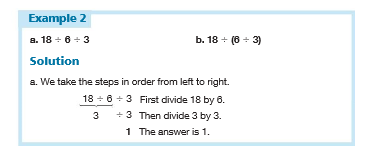 Example 2
a. 18 ÷ 6 ÷ 3 b. 18 ÷ (6 ÷ 3)
Solution
a. We take the steps in order from left to right.
18 ÷ 6 ÷ 3 First divide 18 by 6.
3 ÷ 3 Then divide 3 by 3.
1 The answer is 1.